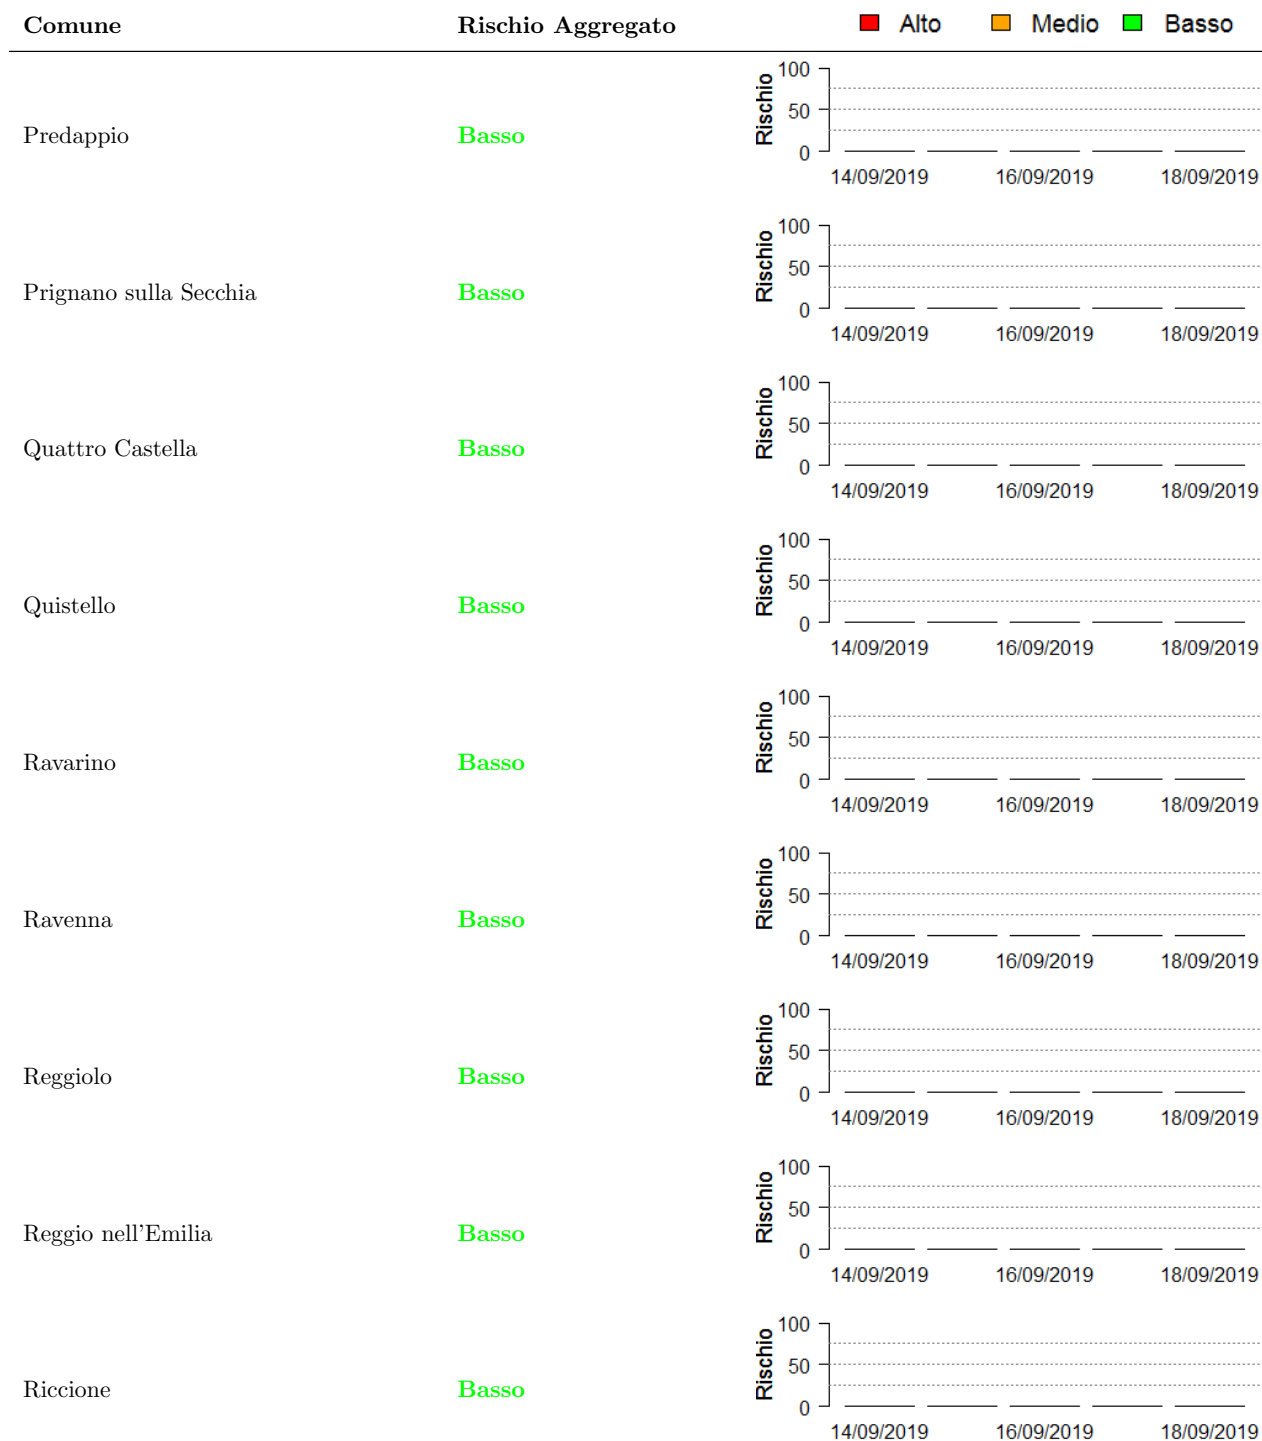 Comune Rischio Aggregato Alto Medio Basso
100
Rischio
50
Predappio Basso
0
14/09/2019 16/09/2019 18/09/2019
100
Rischio
50
Prignano sulla Secchia Basso
0
14/09/2019 16/09/2019 18/09/2019
100
Rischio
50
Quattro Castella Basso
0
14/09/2019 16/09/2019 18/09/2019
100
Rischio
50
Quistello Basso
0
14/09/2019 16/09/2019 18/09/2019
100
Rischio
50
Ravarino Basso
0
14/09/2019 16/09/2019 18/09/2019
100
Rischio
50
Ravenna Basso
0
14/09/2019 16/09/2019 18/09/2019
100
Rischio
50
Reggiolo Basso
0
14/09/2019 16/09/2019 18/09/2019
100
Rischio
50
Reggio nell'Emilia Basso
0
14/09/2019 16/09/2019 18/09/2019
100
Rischio
50
Riccione Basso
0
14/09/2019 16/09/2019 18/09/2019